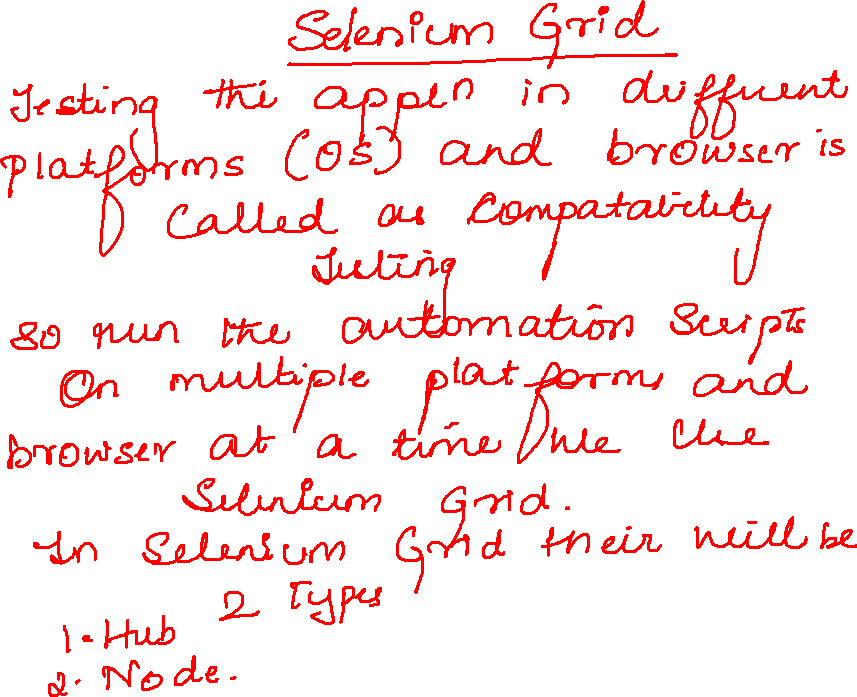 Selenium Grid
Testing the appln in different
platforms (OS) and browser is
called as Compatability
Testing
so run the automation Scripts
On multiple platforms and
browser at a time we Use
Selenium Grid.
In Selenium Grid their will be
2 Types
1. Hub
2. Node.